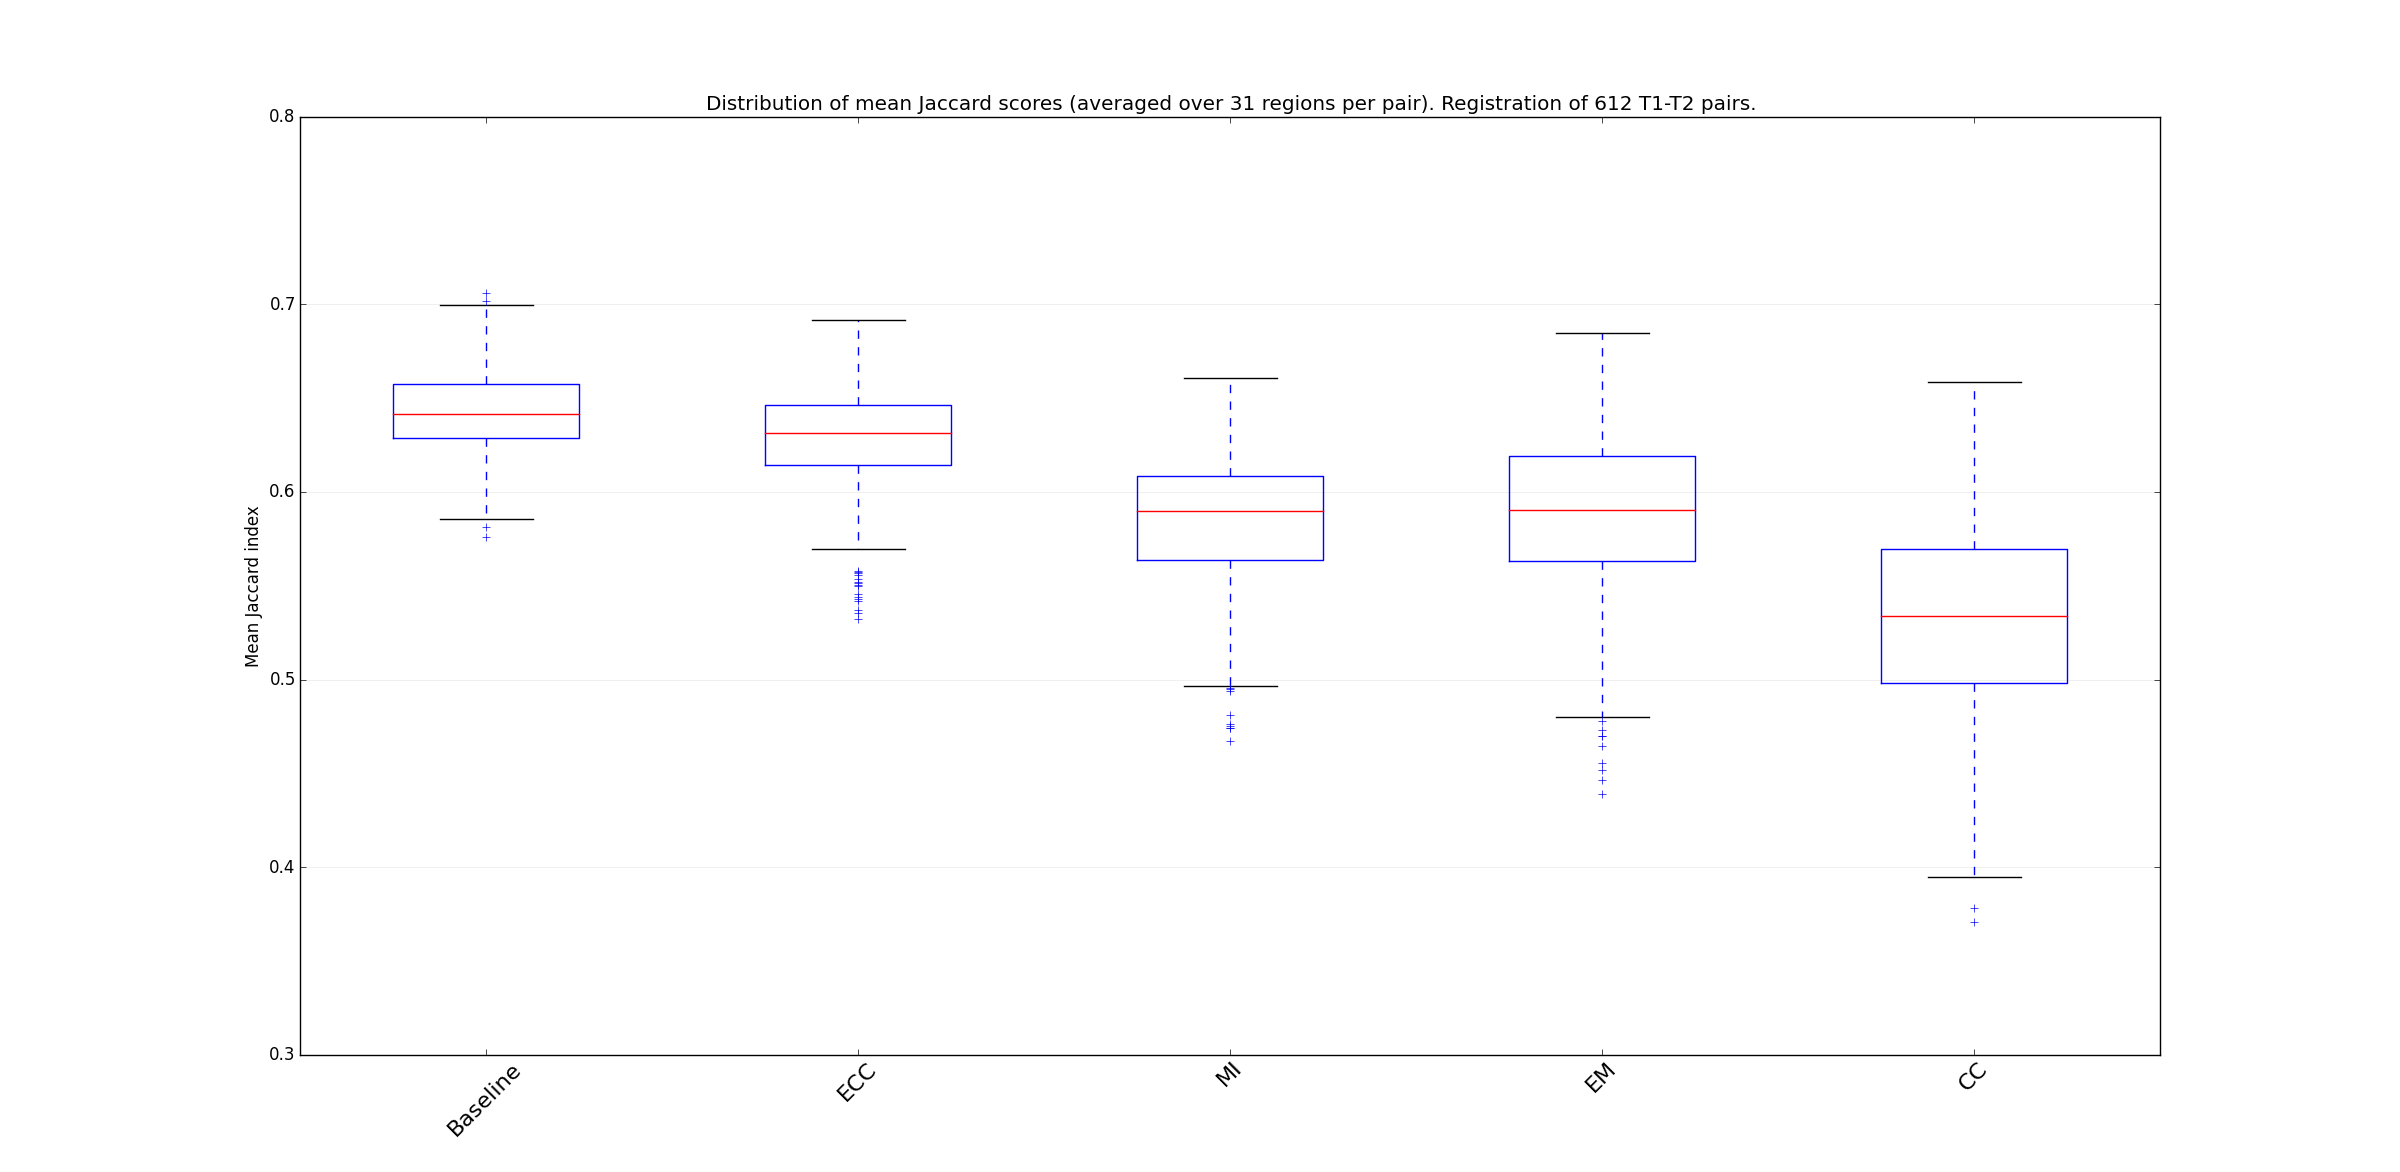 Distribution of mean Jaccard scores (averaged over 31 regions per pair). Registration of 612 T1-T2 pairs.
0.8
0.7
0.6
0.5
0.4
0.3
Mean Jaccard index
Baseline
ECC
MI
EM
CC